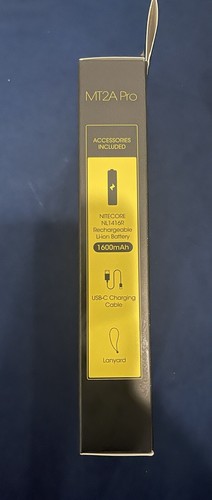 MT2A Pro
ACCESSORIES
INCLUDED
NITECORE
NL1416R
Rechargeable
Li-ion Battery
1600mAh
USB-C Charging
Cable
Lanyard